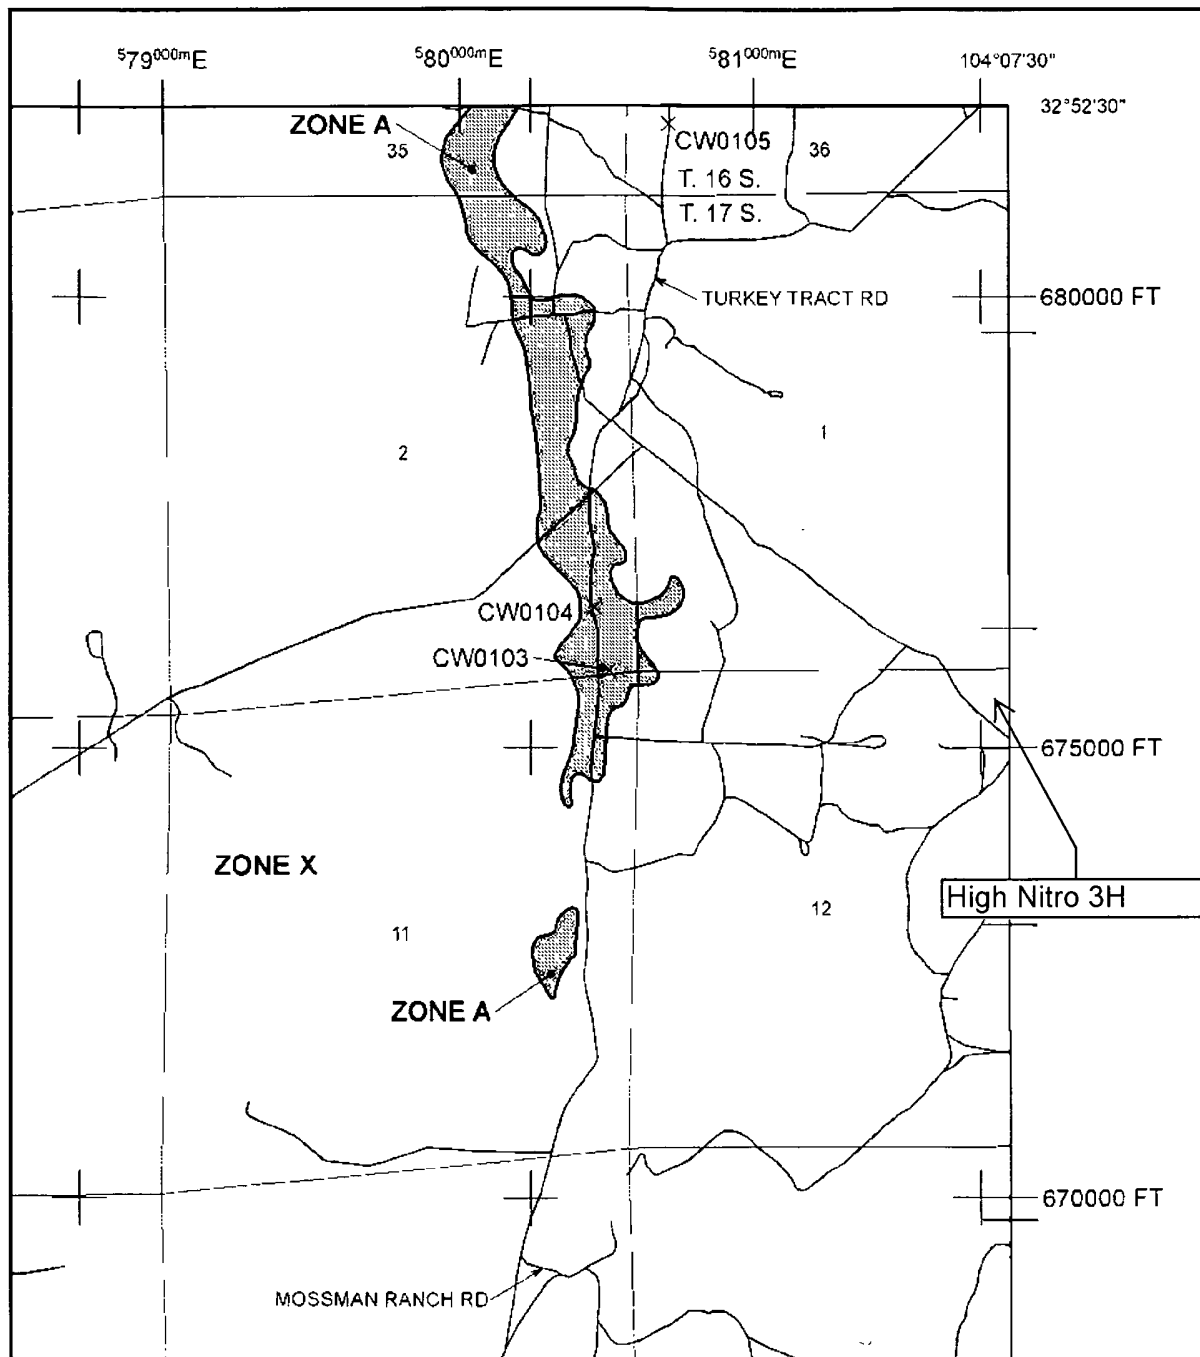 579000mE
580000mE
581000mE
104°07'30"
32°52'30"
ZONE A
35
CW0105
36
T. 16 S.
T. 17 S.
TURKEY TRACT RD
680000 FT
2
1
CW0104
CW0103
675000 FT
ZONE X
High Nitro 3H
12
11
ZONE A
670000 FT
MOSSMAN RANCH RD